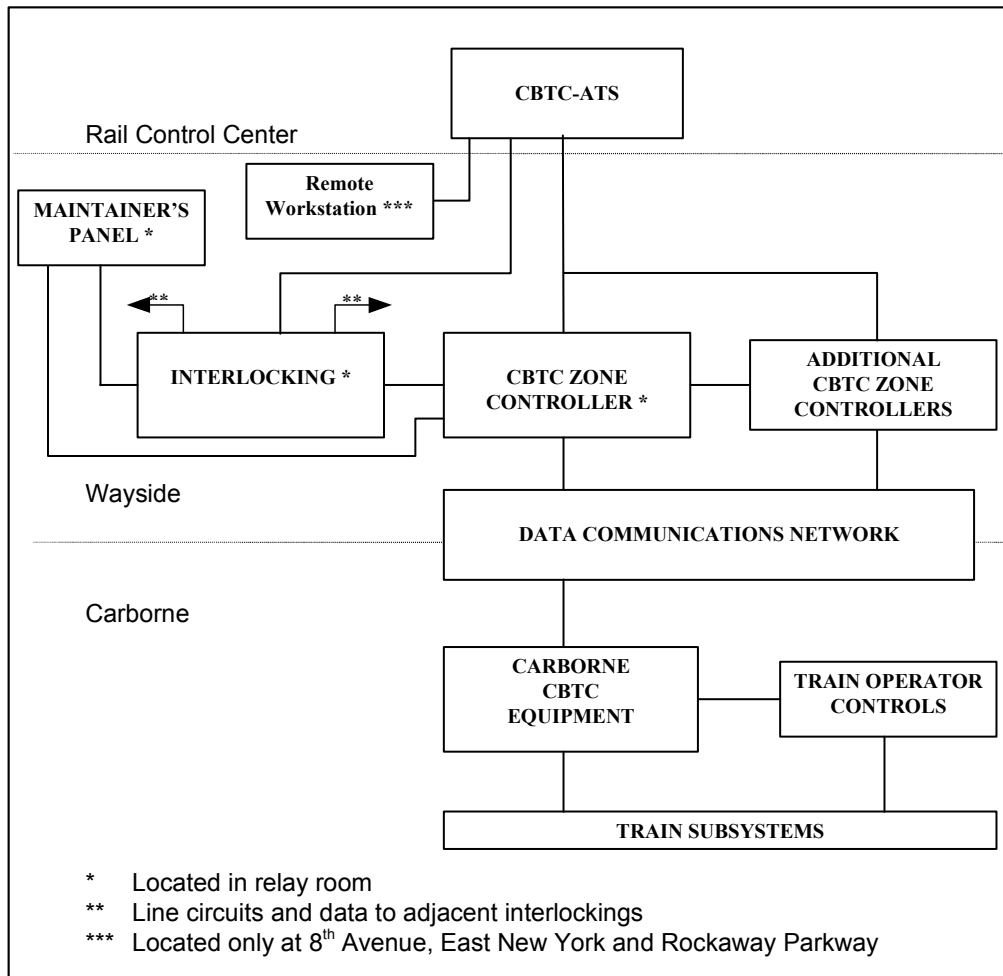 CBTC-ATS
Rail Control Center
Remote
Workstation ***
MAINTAINER’S
PANEL *
**
**
INTERLOCKING *
CBTC ZONE
CONTROLLER *
ADDITIONAL
CBTC ZONE
CONTROLLERS
Wayside
DATA COMMUNICATIONS NETWORK
Carborne
CARBORNE
CBTC
EQUIPMENT
TRAIN OPERATOR
CONTROLS
TRAIN SUBSYSTEMS
* Located in relay room
** Line circuits and data to adjacent interlockings
*** Located only at 8th Avenue, East New York and Rockaway Parkway